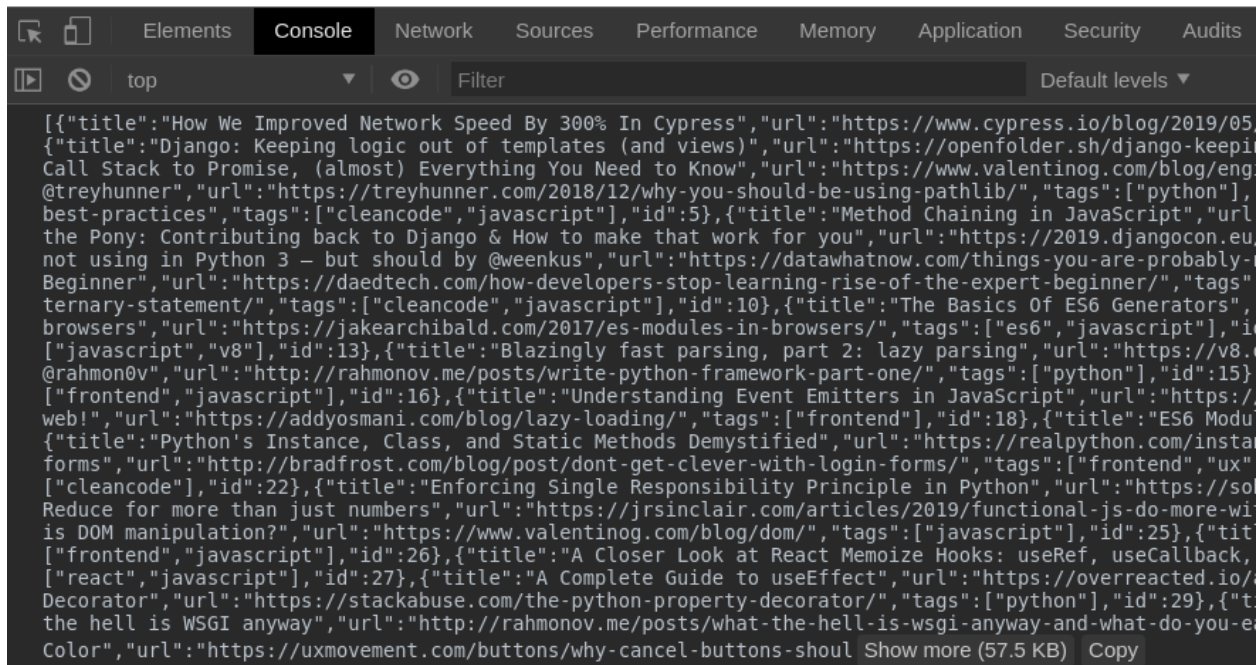 Elements Console Network Sources Performance Memory Application Security Audits
top ▼ Filter Default levels ▼
[{"title":"How We Improved Network Speed By 300% In Cypress","url":"https://www.cypress.io/blog/2019/05
{"title":"Django: Keeping logic out of templates (and views)","url":"https://openfolder.sh/django-keepin
Call Stack to Promise, (almost) Everything You Need to Know","url":"https://www.valentinog.com/blog/engi
@treyhunner","url":"https://treyhunner.com/2018/12/why-you-should-be-using-pathlib/","tags":["python"],
best-practices","tags":["cleancode","javascript"],"id":5},{"title":"Method Chaining in JavaScript","url
the Pony: Contributing back to Django & How to make that work for you","url":"https://2019.djangocon.eu
not using in Python 3 — but should by @weenkus","url":"https://datawhatnow.com/things-you-are-probably-n
Beginner","url":"https://daedtech.com/how-developers-stop-learning-rise-of-the-expert-beginner/","tags"
ternary-statement/","tags":["cleancode","javascript"],"id":10},{"title":"The Basics Of ES6 Generators",
browsers","url":"https://jakearchibald.com/2017/es-modules-in-browsers/","tags":["es6","javascript"],"i
["javascript","v8"],"id":13},{"title":"Blazingly fast parsing, part 2: lazy parsing","url":"https://v8.
@rahmon0v","url":"http://rahmonov.me/posts/write-python-framework-part-one/","tags":["python"],"id":15}
["frontend","javascript"],"id":16},{"title":"Understanding Event Emitters in JavaScript","url":"https:/
web!","url":"https://addyosmani.com/blog/lazy-loading/","tags":["frontend"],"id":18},{"title":"ES6 Modu
{"title":"Python's Instance, Class, and Static Methods Demystified","url":"https://realpython.com/insta
forms","url":"http://bradfrost.com/blog/post/dont-get-clever-with-login-forms/","tags":["frontend","ux"
["cleancode"],"id":22},{"title":"Enforcing Single Responsibility Principle in Python","url":"https://so
Reduce for more than just numbers","url":"https://jrsinclair.com/articles/2019/functional-js-do-more-wi
is DOM manipulation?","url":"https://www.valentinog.com/blog/dom/","tags":["javascript"],"id":25},{"tit
["frontend","javascript"],"id":26},{"title":"A Closer Look at React Memoize Hooks: useRef, useCallback,
["react","javascript"],"id":27},{"title":"A Complete Guide to useEffect","url":"https://overreacted.io/
Decorator","url":"https://stackabuse.com/the-python-property-decorator/","tags":["python"],"id":29},{"t
the hell is WSGI anyway","url":"http://rahmonov.me/posts/what-the-hell-is-wsgi-anyway-and-what-do-you-ea
Color","url":"https://uxmovement.com/buttons/why-cancel-buttons-shoul Show more (57.5 KB) Copy